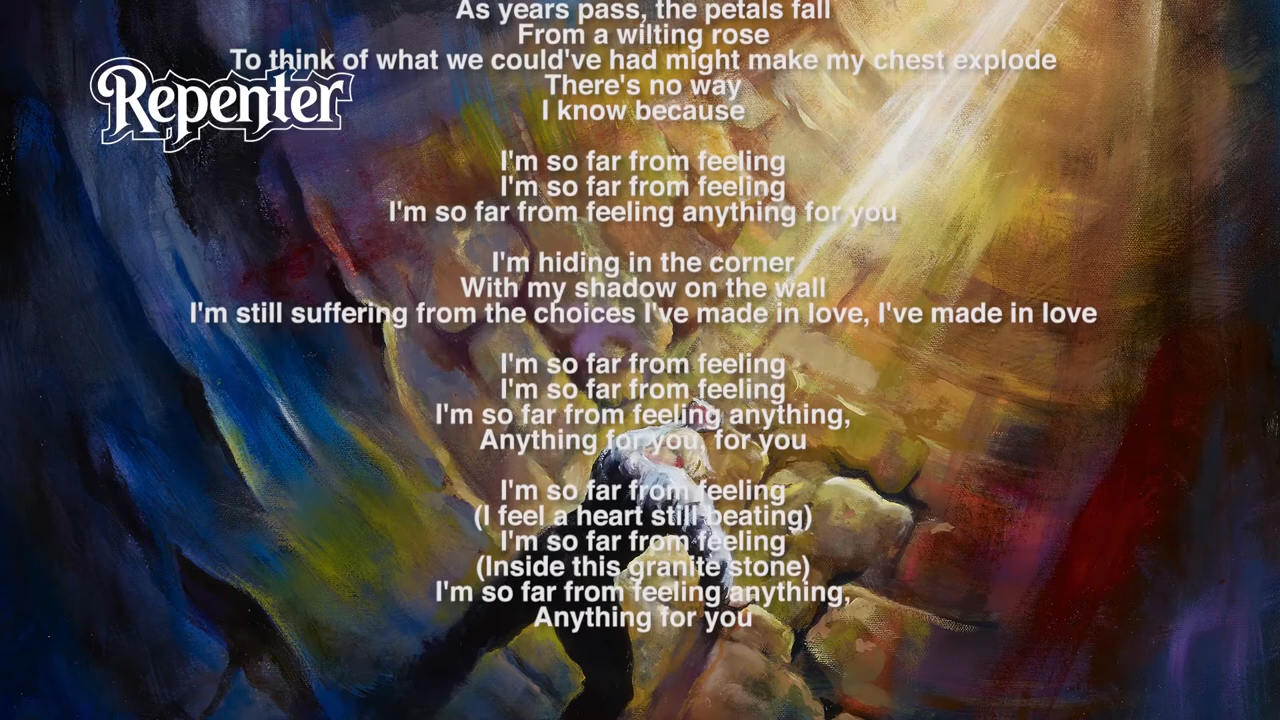 As years pass, the petals fall
From a wilting rose
To think of what we could've had might make my chest explode
Repenter
There's no way
I know because
I'm so far from feeling
I'm so far from feeling
I'm so far from feeling anything for you
I'm hiding in the corner
With my shadow on the wall
I'm still suffering from the choices I've made in love, I've made in love
I'm so far from feeling
I'm so far from feeling
I'm so far from feeling anything,
Anything for you, for you
I'm so far from feeling
(I feel a heart still beating)
I'm so far from feeling
(Inside this granite stone)
I'm so far from feeling anything,
Anything for you